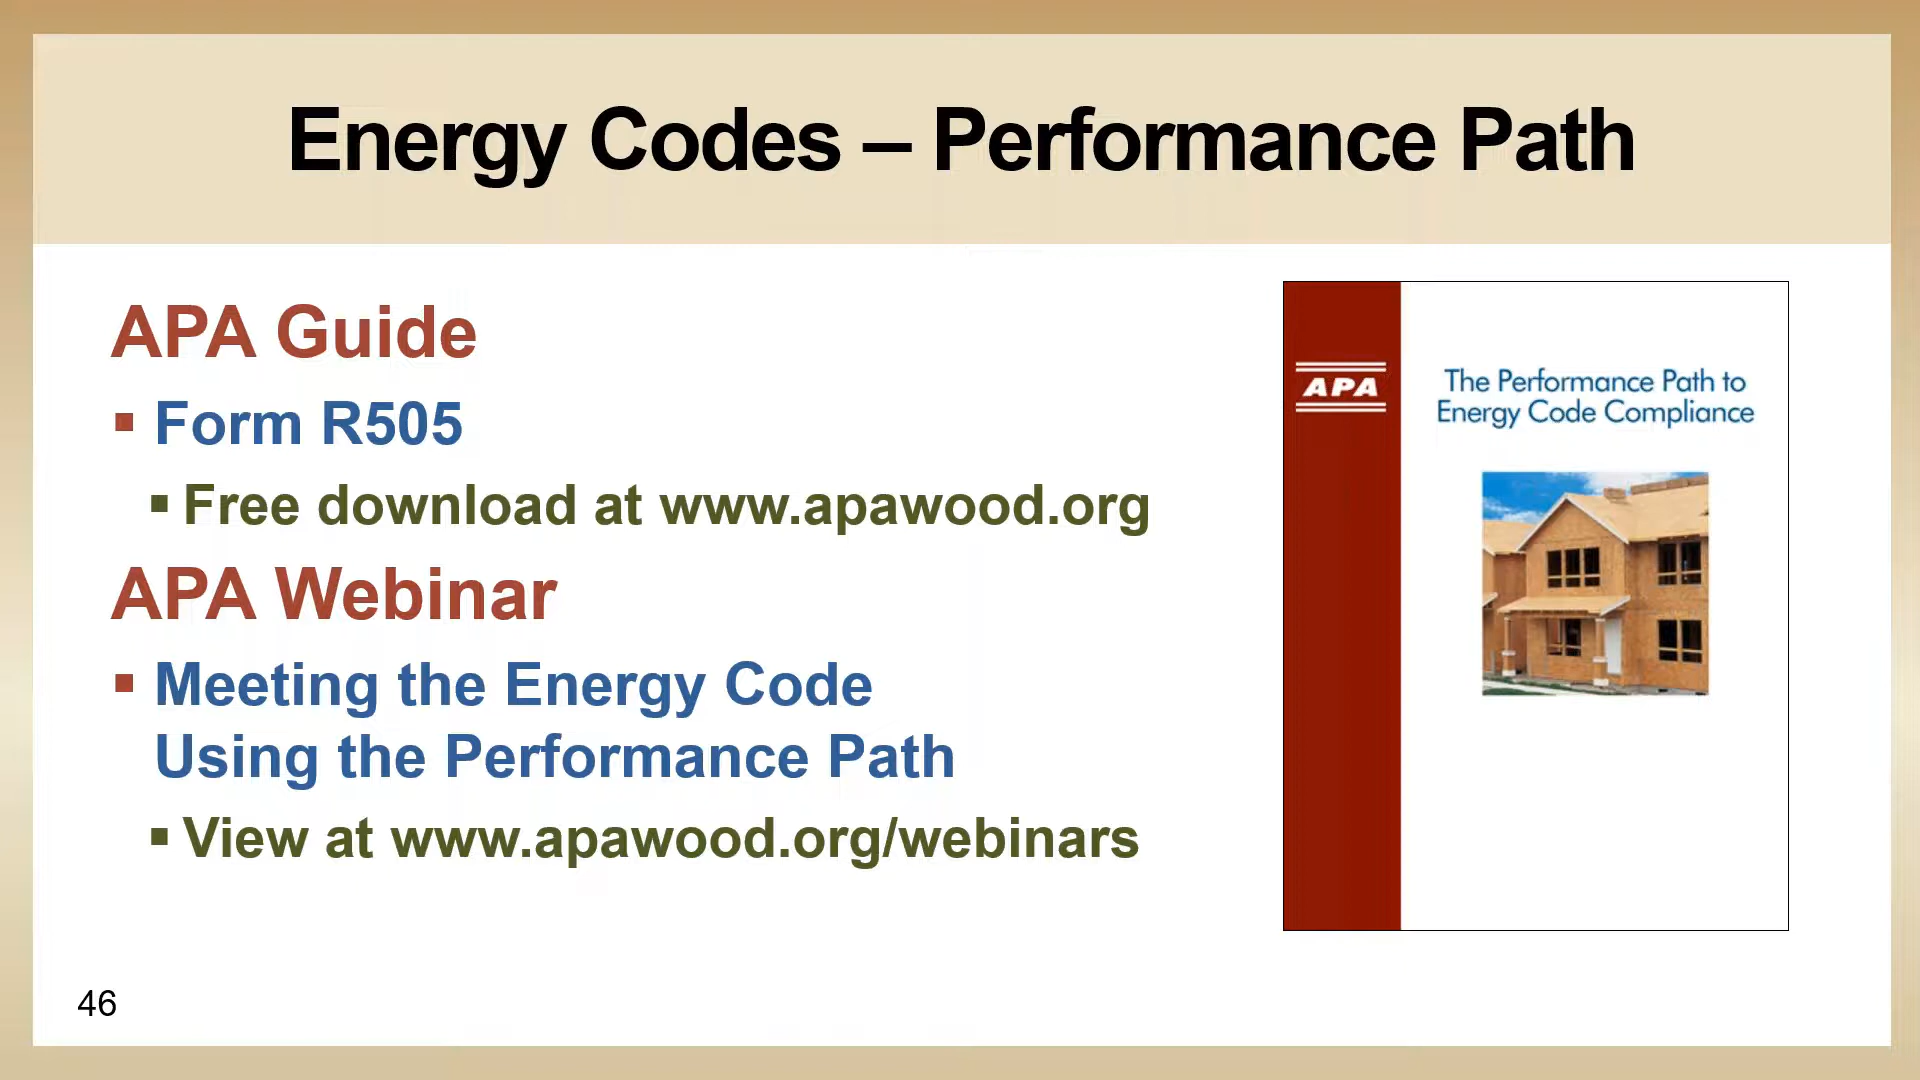 Energy Codes – Performance Path
APA Guide
▪ Form R505
▪ Free download at www.apawood.org
APA Webinar
▪ Meeting the Energy Code
Using the Performance Path
▪ View at www.apawood.org/webinars
APA
The Performance Path to
Energy Code Compliance
46